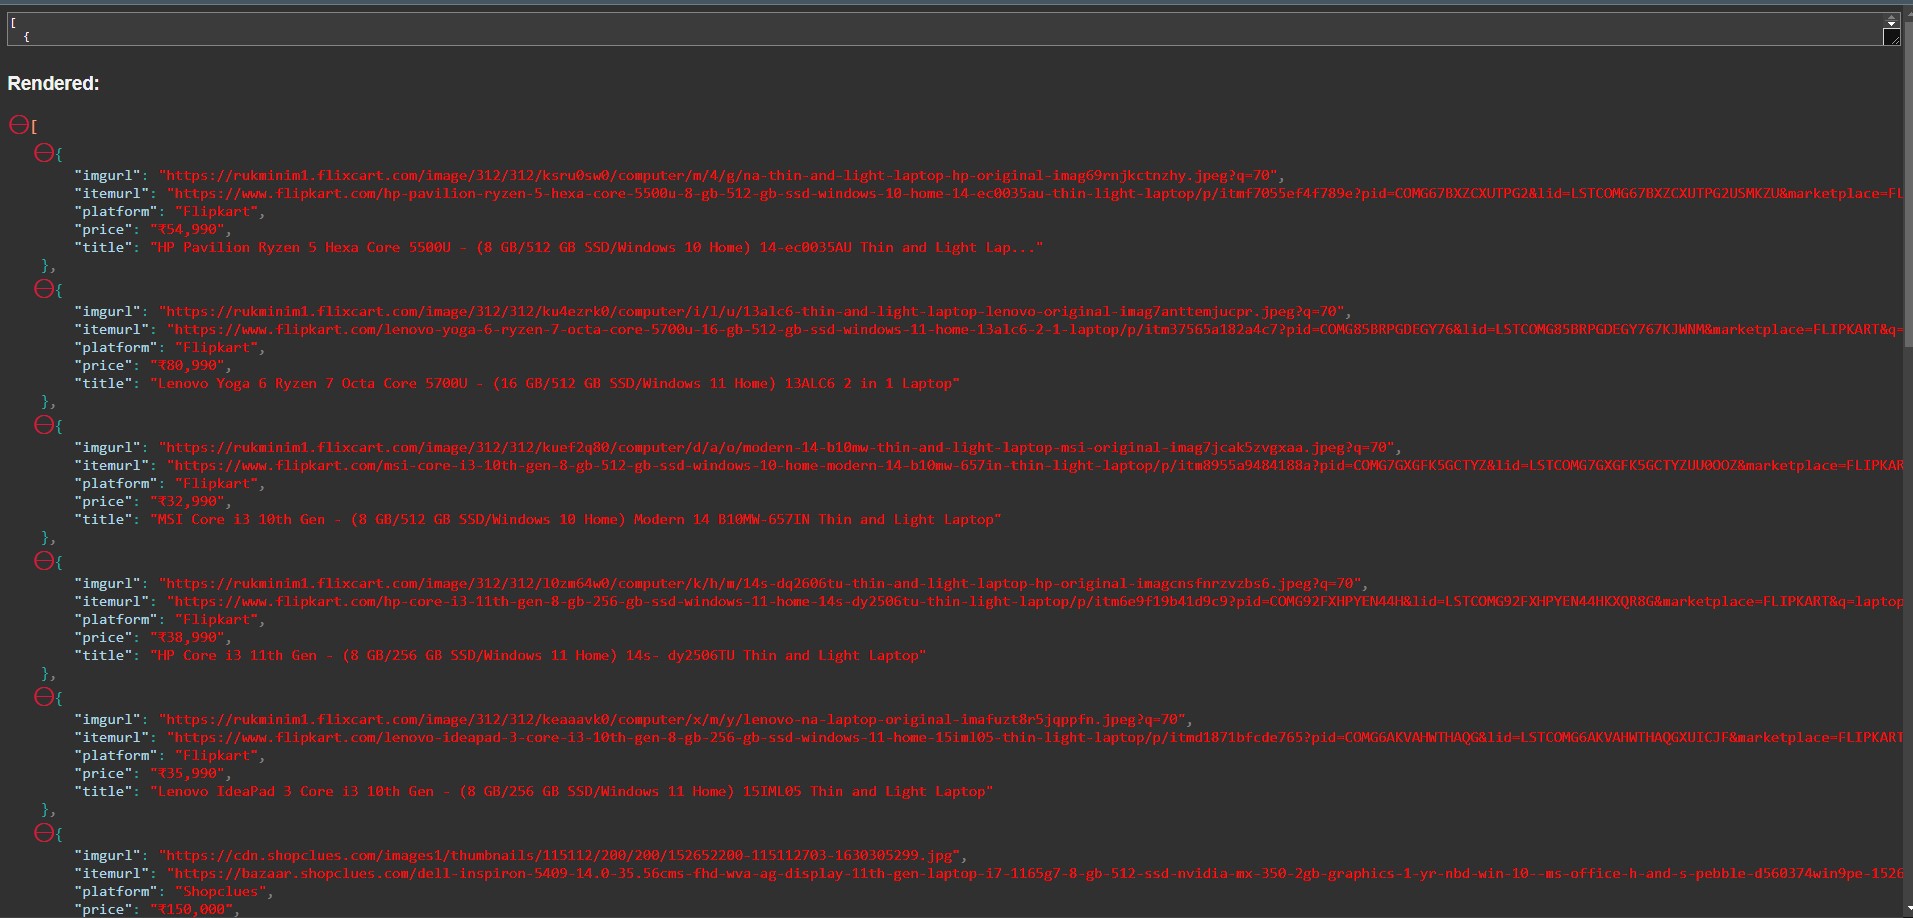 [
{
Rendered:
[
{
"imgurl": "https://rukminim1.flixcart.com/image/312/312/ksru0sw0/computer/m/4/g/na-thin-and-light-laptop-hp-original-imag69rnjkctnzhy.jpeg?q=70",
"itemurl": "https://www.flipkart.com/hp-pavilion-ryzen-5-hexa-core-5500u-8-gb-512-gb-ssd-windows-10-home-14-ec0035au-thin-light-laptop/p/itmf7055ef4f789e?pid=COMG67BXZCXUTPG2&lid=LSTCOMG67BXZCXUTPG2USMKZU&marketplace=FL
"platform": "Flipkart",
"price": "₹54,990",
"title": "HP Pavilion Ryzen 5 Hexa Core 5500U - (8 GB/512 GB SSD/Windows 10 Home) 14-ec0035AU Thin and Light Lap..."
},
{
"imgurl": "https://rukminim1.flixcart.com/image/312/312/ku4ezrk0/computer/i/l/u/13alc6-thin-and-light-laptop-lenovo-original-imag7anttemjucpr.jpeg?q=70",
"itemurl": "https://www.flipkart.com/lenovo-yoga-6-ryzen-7-octa-core-5700u-16-gb-512-gb-ssd-windows-11-home-13alc6-2-1-laptop/p/itm37565a182a4c7?pid=COMG85BRPGDEGY76&lid=LSTCOMG85BRPGDEGY767KJWNM&marketplace=FLIPKART&q=
"platform": "Flipkart",
"price": "₹80,990",
"title": "Lenovo Yoga 6 Ryzen 7 Octa Core 5700U - (16 GB/512 GB SSD/Windows 11 Home) 13ALC6 2 in 1 Laptop"
},
{
"imgurl": "https://rukminim1.flixcart.com/image/312/312/kuef2q80/computer/d/a/o/modern-14-b10mw-thin-and-light-laptop-msi-original-imag7jcak5zvgxaa.jpeg?q=70",
"itemurl": "https://www.flipkart.com/msi-core-i3-10th-gen-8-gb-512-gb-ssd-windows-10-home-modern-14-b10mw-657in-thin-light-laptop/p/itm8955a9484188a?pid=COMG7GXGFK5GCTYZ&lid=LSTCOMG7GXGFK5GCTYZUU0OOZ&marketplace=FLIPKAR
"platform": "Flipkart",
"price": "₹32,990",
"title": "MSI Core i3 10th Gen - (8 GB/512 GB SSD/Windows 10 Home) Modern 14 B10MW-657IN Thin and Light Laptop"
},
{
"imgurl": "https://rukminim1.flixcart.com/image/312/312/l0zm64w0/computer/k/h/m/14s-dq2606tu-thin-and-light-laptop-hp-original-imagcnsfnrzvzbs6.jpeg?q=70",
"itemurl": "https://www.flipkart.com/hp-core-i3-11th-gen-8-gb-256-gb-ssd-windows-11-home-14s-dy2506tu-thin-light-laptop/p/itm6e9f19b41d9c9?pid=COMG92FXHPYEN44H&lid=LSTCOMG92FXHPYEN44HKXQR8G&marketplace=FLIPKART&q=laptop
"platform": "Flipkart",
"price": "₹38,990",
"title": "HP Core i3 11th Gen - (8 GB/256 GB SSD/Windows 11 Home) 14s- dy2506TU Thin and Light Laptop"
},
{
"imgurl": "https://rukminim1.flixcart.com/image/312/312/keaaavk0/computer/x/m/y/lenovo-na-laptop-original-imafuzt8r5jqppfn.jpeg?q=70",
"itemurl": "https://www.flipkart.com/lenovo-ideapad-3-core-i3-10th-gen-8-gb-256-gb-ssd-windows-11-home-15iml05-thin-light-laptop/p/itmd1871bfcde765?pid=COMG6AKVAHWTHAQG&lid=LSTCOMG6AKVAHWTHAQGXUICJF&marketplace=FLIPKART
"platform": "Flipkart",
"price": "₹35,990",
"title": "Lenovo IdeaPad 3 Core i3 10th Gen - (8 GB/256 GB SSD/Windows 11 Home) 15IML05 Thin and Light Laptop"
},
{
"imgurl": "https://cdn.shopclues.com/images1/thumbnails/115112/200/200/152652200-115112703-1630305299.jpg",
"itemurl": "https://bazaar.shopclues.com/dell-inspiron-5409-14.0-35.56cms-fhd-wva-ag-display-11th-gen-laptop-i7-1165g7-8-gb-512-ssd-nvidia-mx-350-2gb-graphics-1-yr-nbd-win-10--ms-office-h-and-s-pebble-d560374win9pe-1526
"platform": "Shopclues",
"price": "₹150,000",